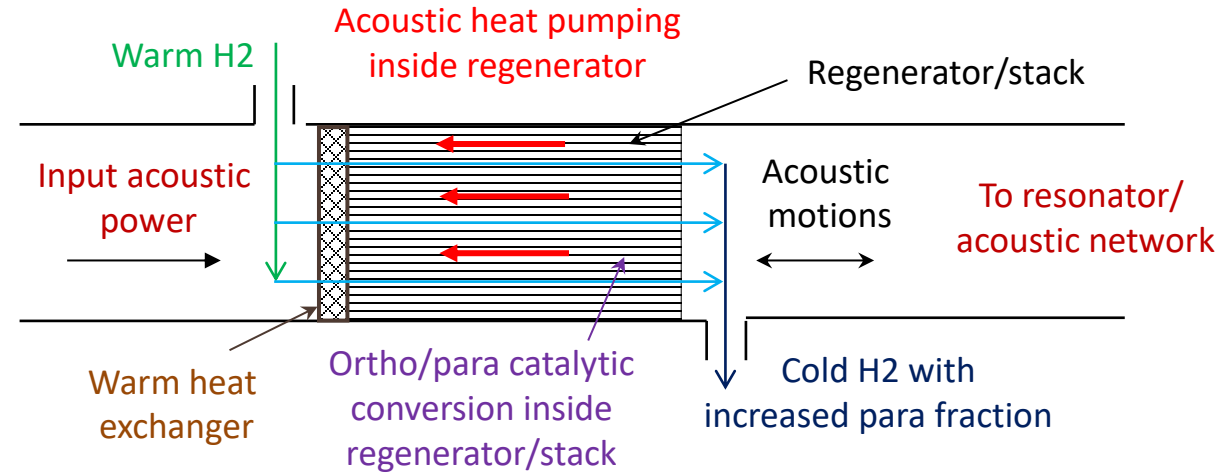 Acoustic heat pumping
inside regenerator
Warm H2
Regenerator/stack
Input acoustic
power
Acoustic
motions
To resonator/
acoustic network
Warm heat
exchanger
Ortho/para catalytic
conversion inside
regenerator/stack
Cold H2 with
increased para fraction